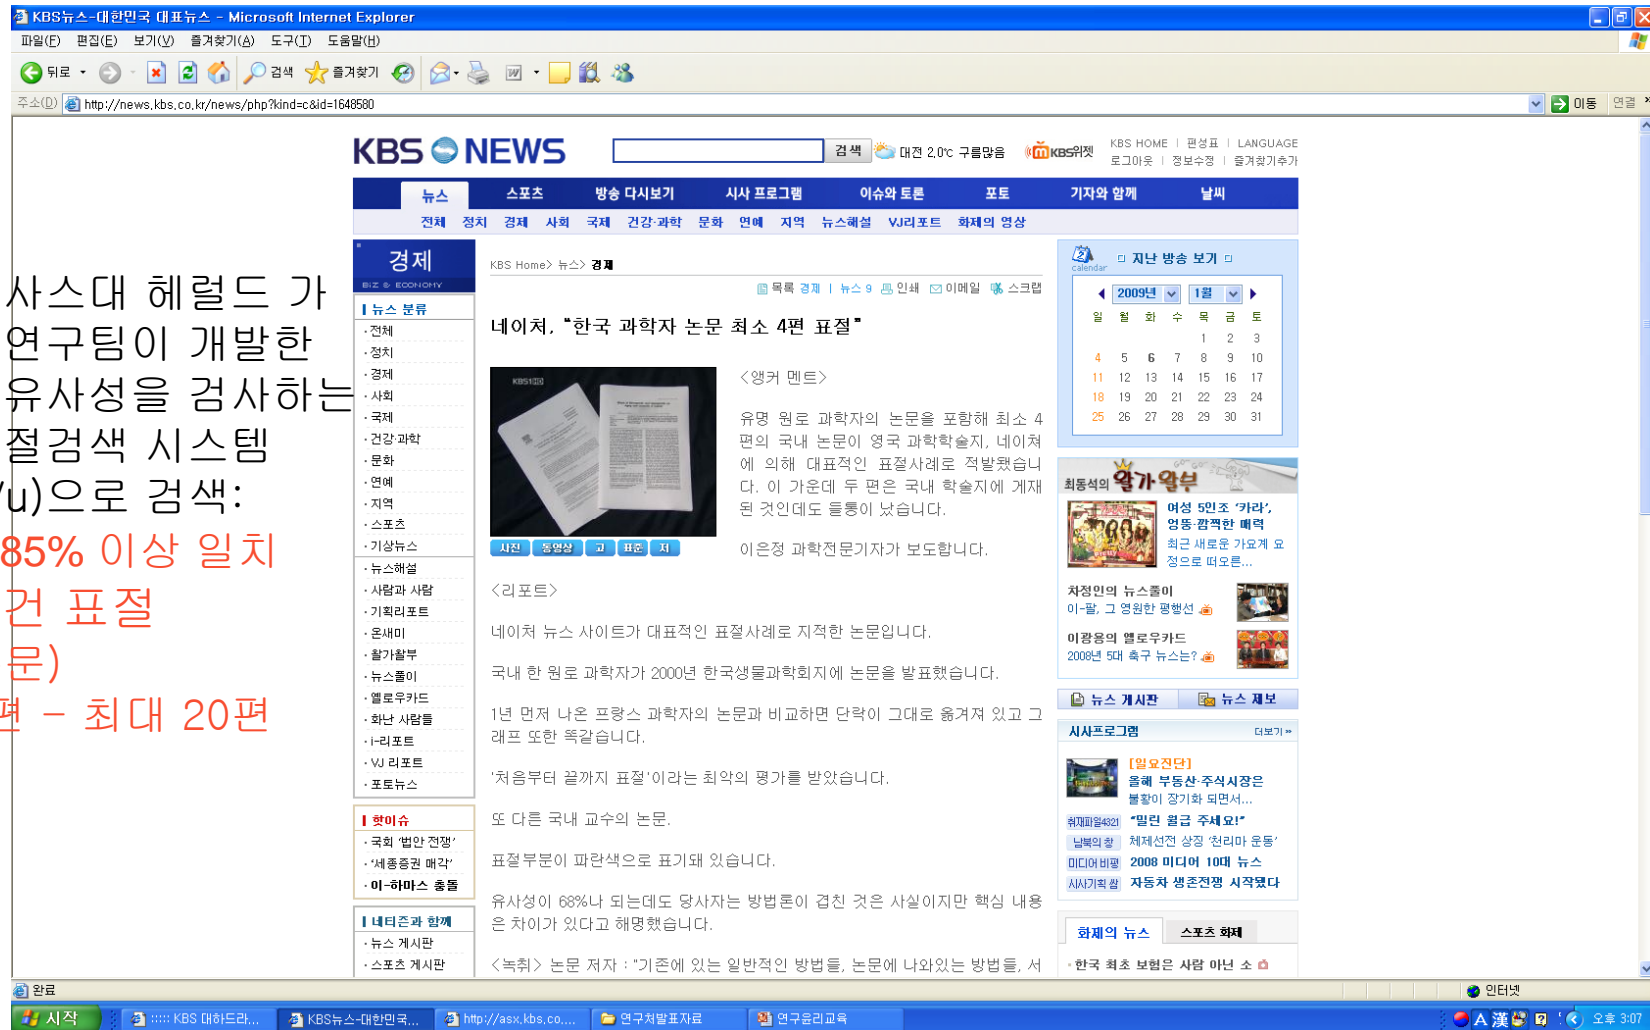 KBS뉴스-대한민국 대표뉴스 - Microsoft Internet Explorer
파일(F) 편집(E) 보기(V) 즐겨찾기(A) 도구(T) 도움말(H)
뒤로 검색 즐겨찾기
주소(D) http://news.kbs.co.kr/news/php?kind=c&id=1648580 이동 연결 »
KBS NEWS 검색 대전 2.0℃ 구름많음 KBS위젯
KBS HOME | 편성표 | LANGUAGE
로그아웃 | 정보수정 | 즐겨찾기추가
뉴스 스포츠 방송 다시보기 시사 프로그램 이슈와 토론 포토 기자와 함께 날씨
전체 정치 경제 사회 국제 건강·과학 문화 연예 지역 뉴스해설 VJ리포트 화제의 영상
사스대 헤럴드 가
연구팀이 개발한
유사성을 검사하는
절검색 시스템
/u)으로 검색:
85% 이상 일치
건 표절
문)
편 – 최대 20편
경제
BIZ & ECONOMY
뉴스 분류
·전체
·정치
·경제
·사회
·국제
·건강·과학
·문화
·연예
·지역
·스포츠
·기상뉴스
·뉴스해설
·사람과 사람
·기획리포트
·온새미
·왈가왈부
·뉴스풀이
·옐로우카드
·화난 사람들
·i-리포트
·VJ 리포트
·포토뉴스
핫이슈
·국회 '법안 전쟁'
·'세종증권 매각'
·이-하마스 충돌
네티즌과 함께
·뉴스 게시판
·스포츠 게시판
KBS Home> 뉴스> 경제
목록 경제 | 뉴스 9 인쇄 이메일 스크랩
네이처, "한국 과학자 논문 최소 4편 표절"
KBS1HD
사진 동영상 고 표준 저
<앵커 멘트>
유명 원로 과학자의 논문을 포함해 최소 4
편의 국내 논문이 영국 과학학술지, 네이쳐
에 의해 대표적인 표절사례로 적발됐습니
다. 이 가운데 두 편은 국내 학술지에 게재
된 것인데도 들통이 났습니다.
이은정 과학전문기자가 보도합니다.
<리포트>
네이처 뉴스 사이트가 대표적인 표절사례로 지적한 논문입니다.
국내 한 원로 과학자가 2000년 한국생물과학회지에 논문을 발표했습니다.
1년 먼저 나온 프랑스 과학자의 논문과 비교하면 단락이 그대로 옮겨져 있고 그
래프 또한 똑같습니다.
'처음부터 끝까지 표절'이라는 최악의 평가를 받았습니다.
또 다른 국내 교수의 논문.
표절부분이 파란색으로 표기돼 있습니다.
유사성이 68%나 되는데도 당사자는 방법론이 겹친 것은 사실이지만 핵심 내용
은 차이가 있다고 해명했습니다.
<녹취> 논문 저자 : "기존에 있는 일반적인 방법들, 논문에 나와있는 방법들, 서
calendar 지난 방송 보기
2009년 1월
일 월 화 수 목 금 토
1 2 3
4 5 6 7 8 9 10
11 12 13 14 15 16 17
18 19 20 21 22 23 24
25 26 27 28 29 30 31
최동석의 왈가왈부
여성 5인조 '카라',
엉뚱·깜찍한 매력
최근 새로운 가요계 요
정으로 떠오른...
차정인의 뉴스풀이
이-팔, 그 영원한 평행선
이광용의 옐로우카드
2008년 5대 축구 뉴스는?
뉴스 게시판 뉴스 제보
시사프로그램 더보기 »
[일요진단]
올해 부동산·주식시장은
불황이 장기화 되면서...
취재파일4321 "밀린 월급 주세요!"
남북의 창 체제선전 상징 '천리마 운동'
미디어 비평 2008 미디어 10대 뉴스
시사기획 쌈 자동차 생존전쟁 시작됐다
화제의 뉴스 스포츠 화제
·한국 최초 보험은 사람 아닌 소
완료 인터넷
시작 ::::: KBS 대하드라... KBS뉴스-대한민국... http://asx.kbs.co.... 연구처발표자료 연구윤리교육 A 漢 오후 3:07